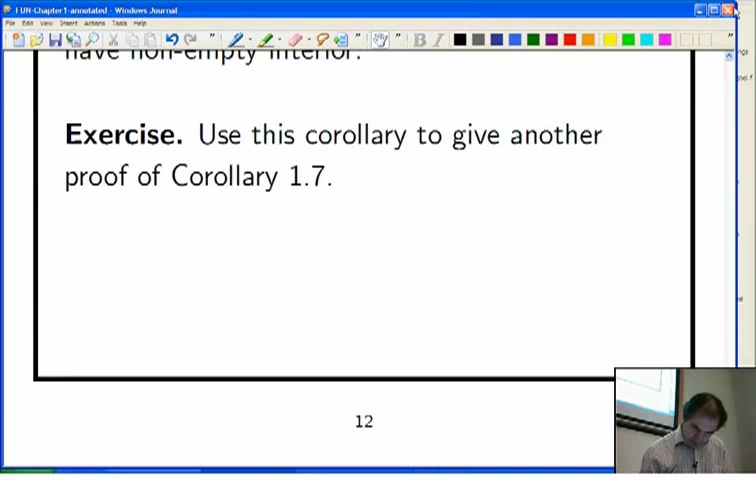 FUN-Chapter1-annotated - Windows Journal
File Edit View Insert Actions Tools Help
have non-empty interior.
Exercise. Use this corollary to give another
proof of Corollary 1.7.
12